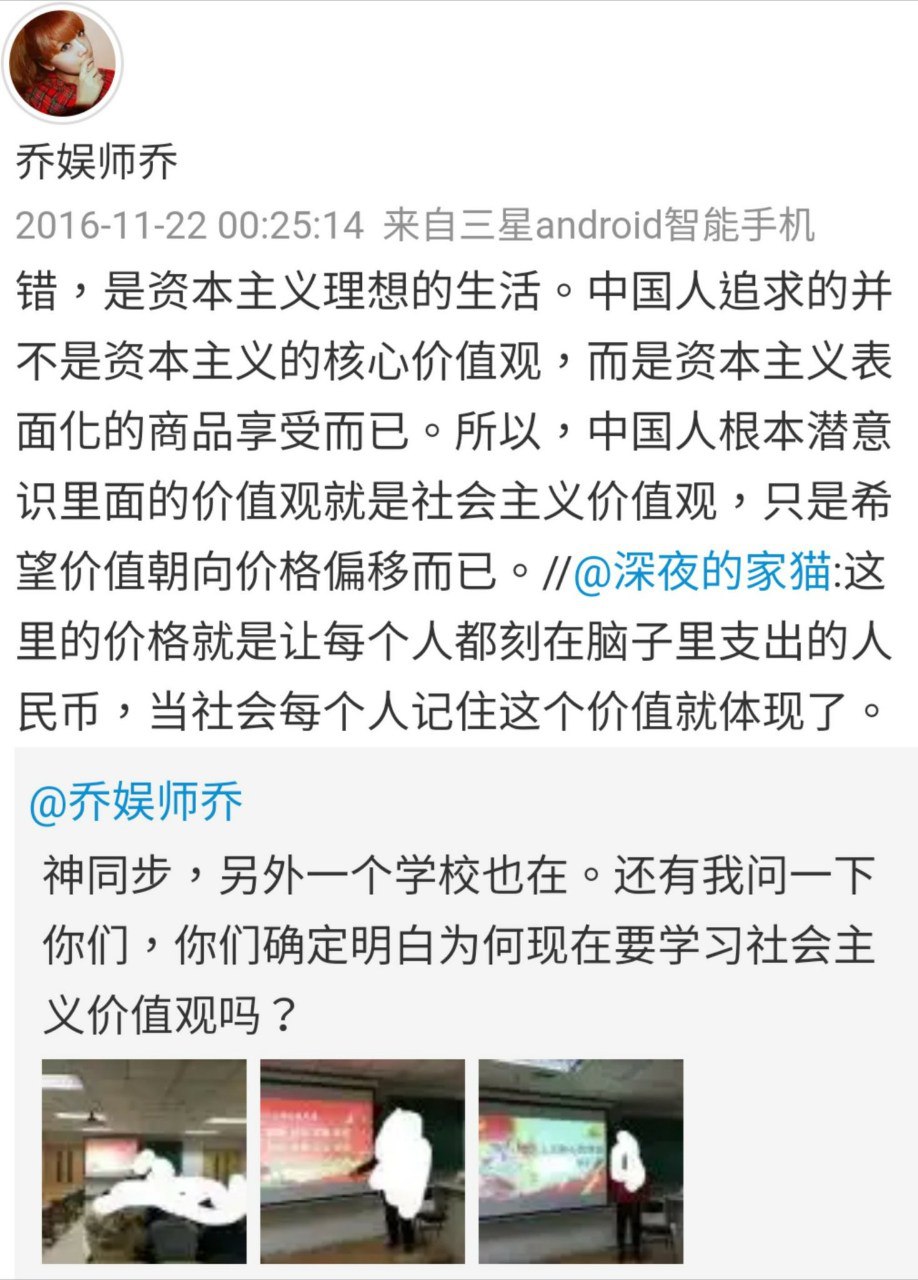 乔娱师乔
2016-11-22 00:25:14 来自三星android智能手机
错，是资本主义理想的生活。中国人追求的并
不是资本主义的核心价值观，而是资本主义表
面化的商品享受而已。所以，中国人根本潜意
识里面的价值观就是社会主义价值观，只是希
望价值朝向价格偏移而已。//@深夜的家猫:这
里的价格就是让每个人都刻在脑子里支出的人
民币，当社会每个人记住这个价值就体现了。
@乔娱师乔
神同步，另外一个学校也在。还有我问一下
你们，你们确定明白为何现在要学习社会主
义价值观吗？